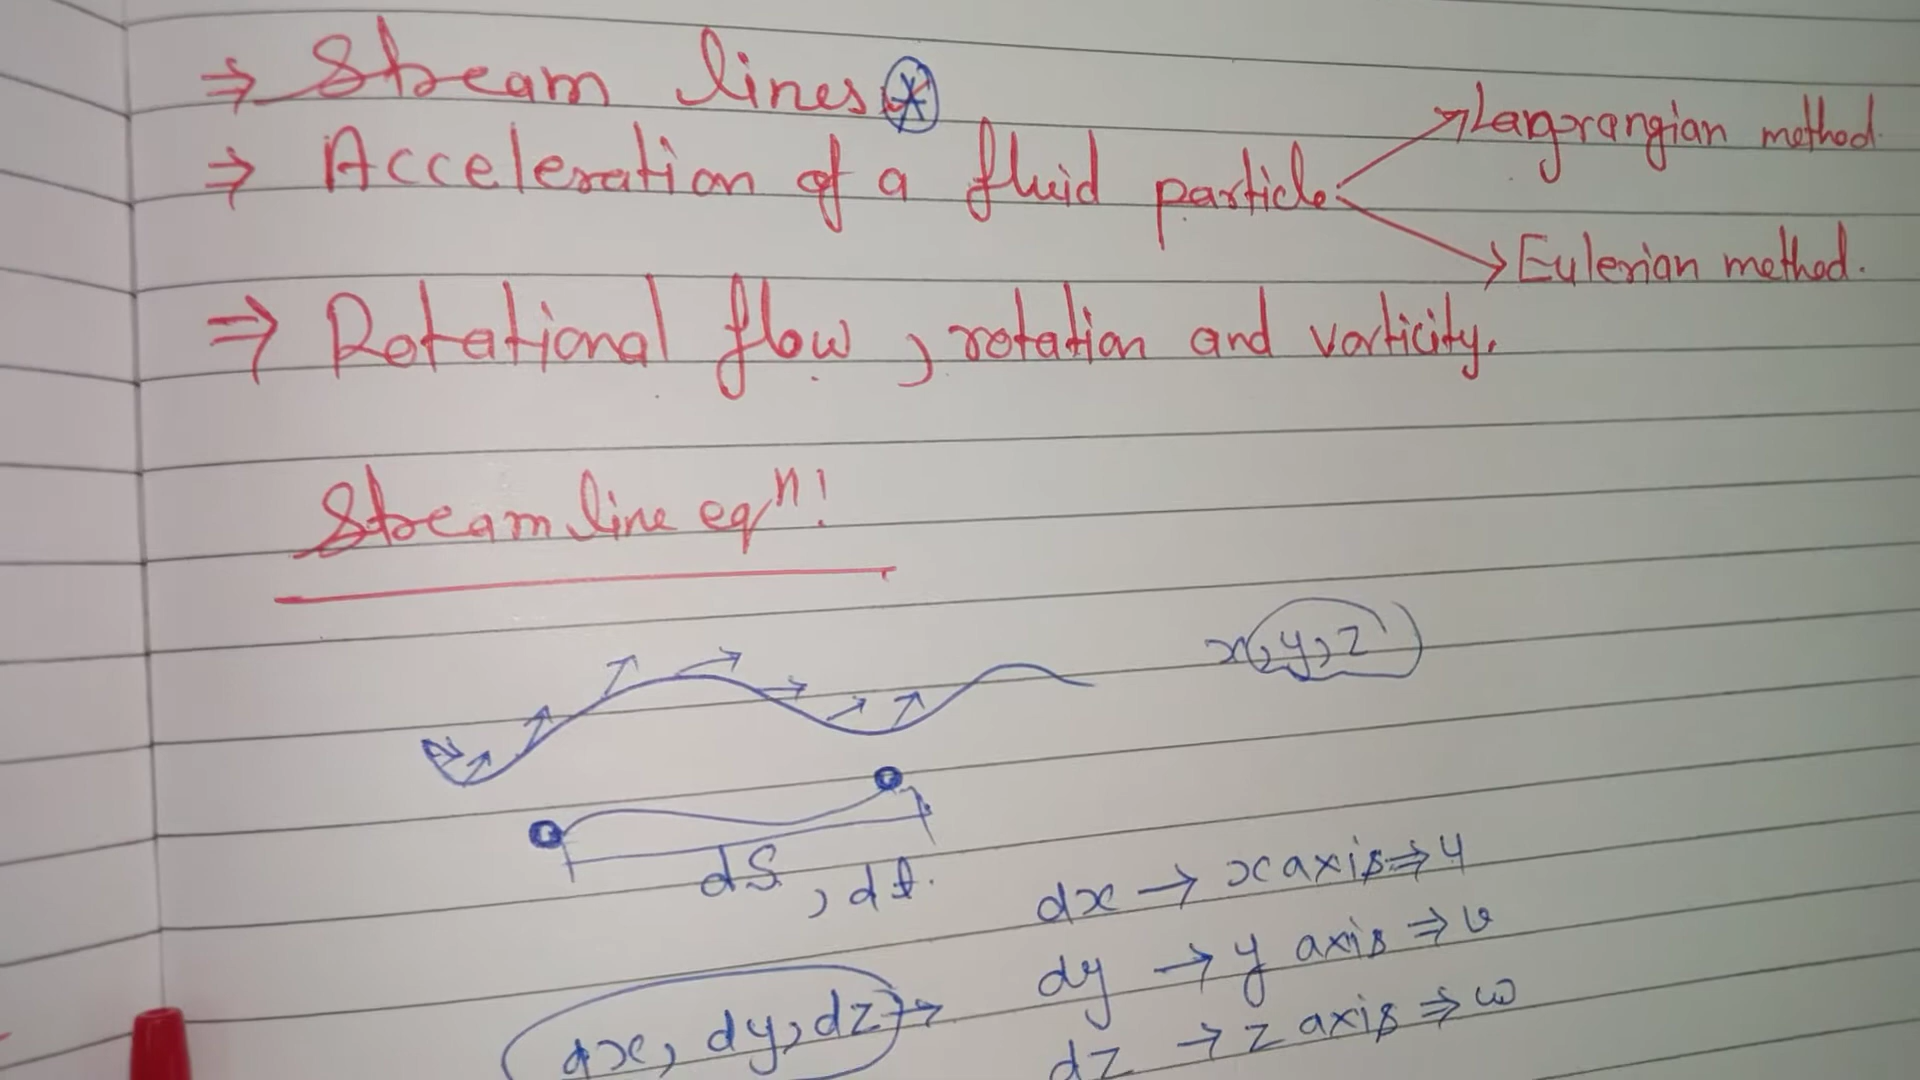 ⇒ Stream lines *
⇒ Acceleration of a fluid particle
Langrangian method.
Eulerian method.
⇒ Rotational flow, rotation and vorticity.
Stream line eqⁿ:
x, y, z
dS, dt.
dx → x axis ⇒ u
dy → y axis ⇒ v
dx, dy, dz →
dz → z axis ⇒ w